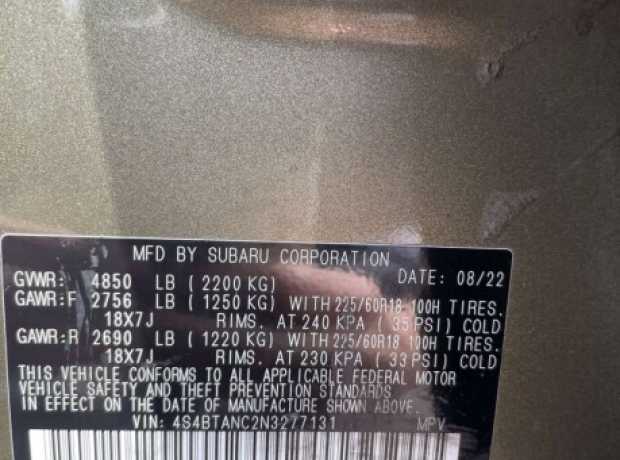 MFD BY SUBARU CORPORATION DATE: 08/22
GVWR: 4850 LB ( 2200 KG)
GAWR:F 2756 LB ( 1250 KG) WITH 225/60R18 100H TIRES.
18X7J RIMS. AT 240 KPA ( 35 PSI) COLD
GAWR:R 2690 LB ( 1220 KG) WITH 225/60R18 100H TIRES.
18X7J RIMS. AT 230 KPA ( 33 PSI) COLD
THIS VEHICLE CONFORMS TO ALL APPLICABLE FEDERAL MOTOR
VEHICLE SAFETY AND THEFT PREVENTION STANDARDS
IN EFFECT ON THE DATE OF MANUFACTURE SHOWN ABOVE.
VIN: 4S4BTANC2N3277131 MPV